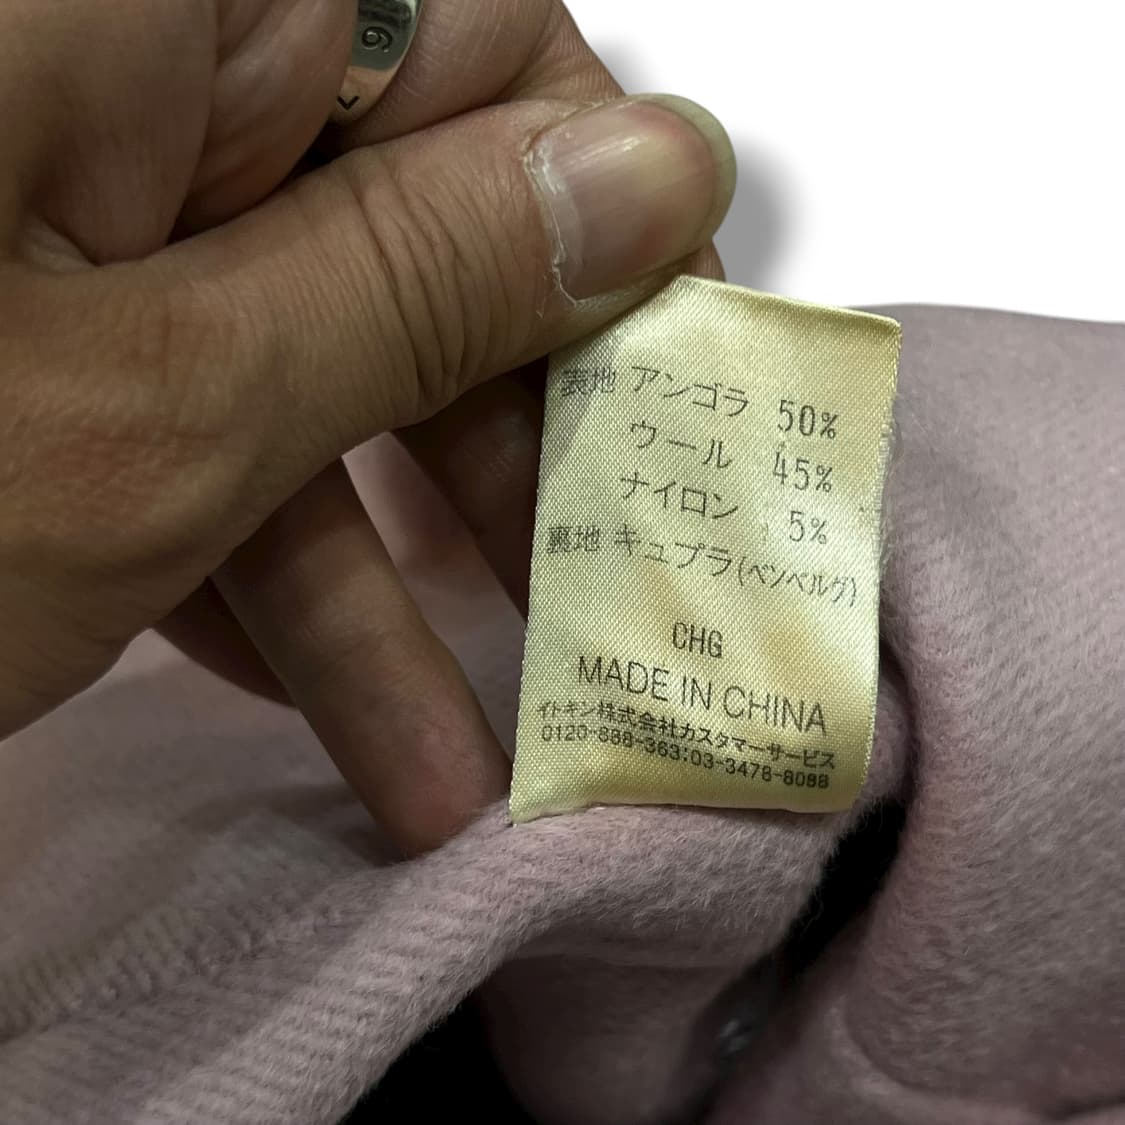 表地 アンゴラ 50%
ウール 45%
ナイロン 5%
裏地 キュプラ(ベンベルグ)
CHG
MADE IN CHINA
イトキン株式会社カスタマーサービス
0120-888-363:03-3478-8088